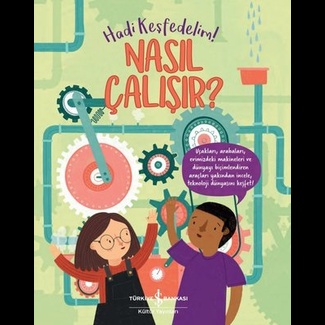 Hadi Keşfedelim!
NASIL
ÇALIŞIR?
Uçakları, arabaları,
evimizdeki makineleri ve
dünyayı biçimlendiren
araçları yakından incele,
teknoloji dünyasını keşfet!
TÜRKİYE İŞ BANKASI
Kültür Yayınları